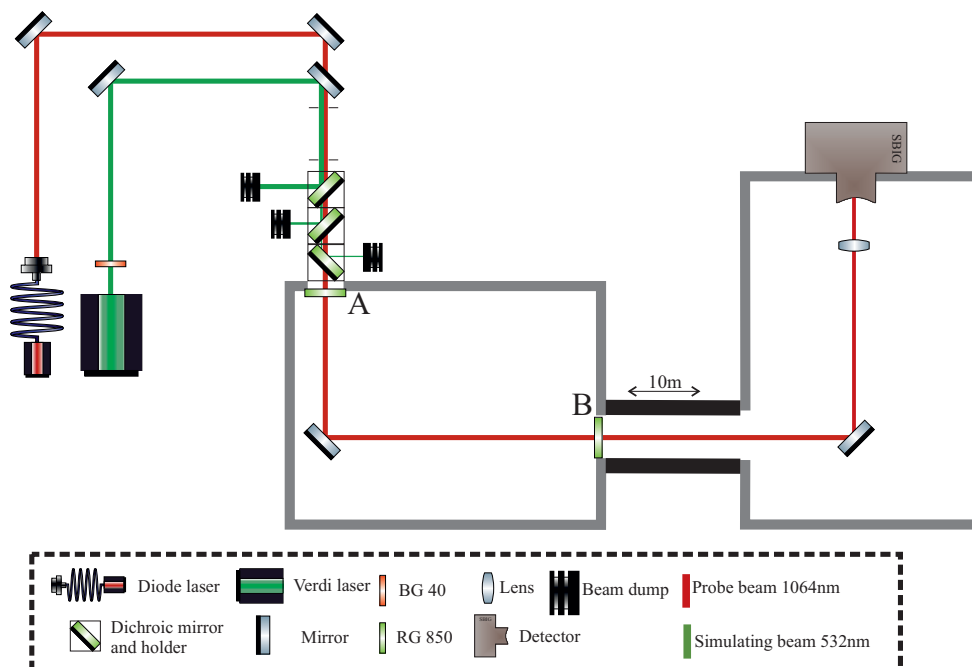 SBIG
A
10m
B
Diode laser
Verdi laser
BG 40
Lens
Beam dump
Probe beam 1064nm
Dichroic mirror
and holder
Mirror
RG 850
Detector
Simulating beam 532nm